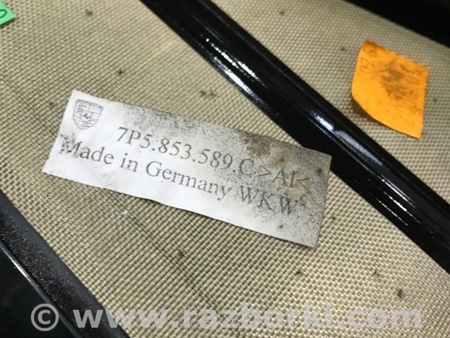 7P5.853.589.C >AL<
Made in Germany WKW
© www.razborki.com